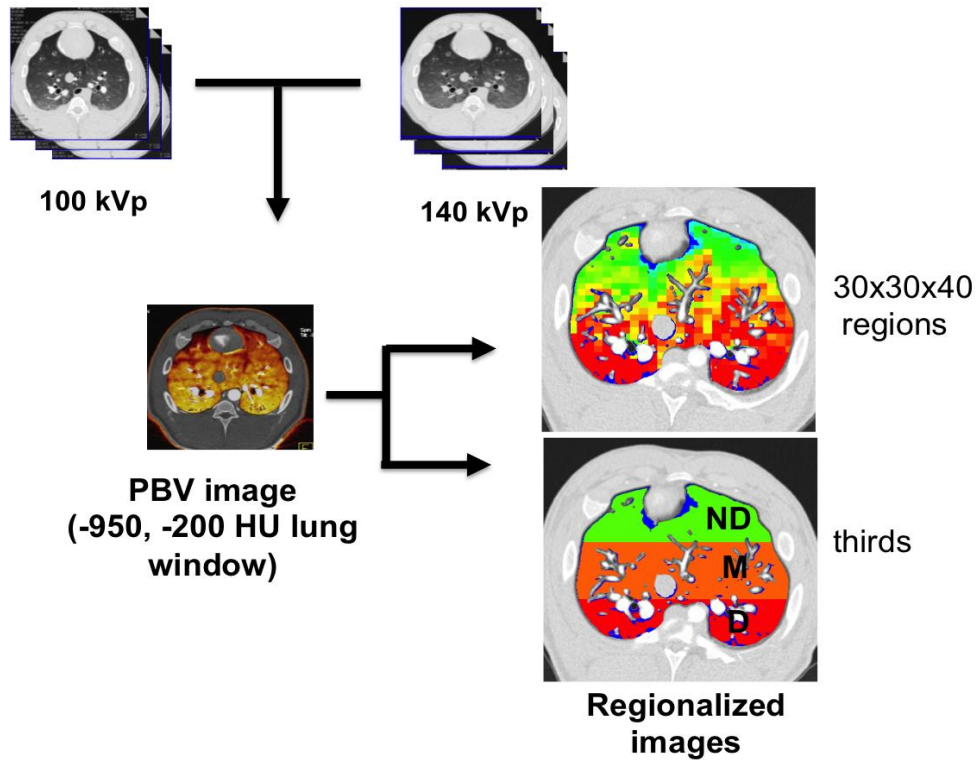 100 kVp
140 kVp
30x30x40
regions
PBV image
(-950, -200 HU lung
window)
ND
M
D
thirds
Regionalized
images